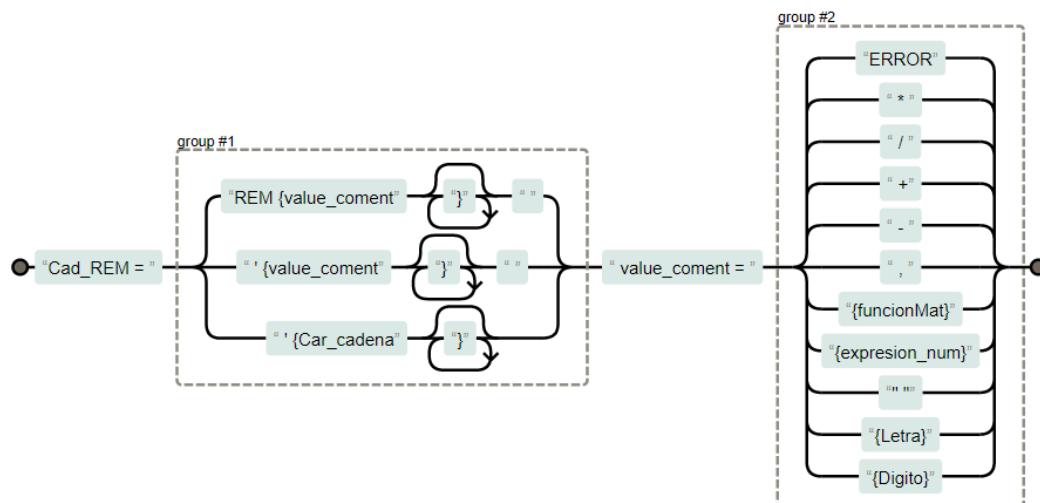 group #2
“ERROR”
“ * ”
“ / ”
group #1
“ + ”
“REM {value_coment” “}” “ ”
“ - ”
“Cad_REM = ” “ ' {value_coment” “}” “ ” “ value_coment = ” “ , ”
“{funcionMat}”
“ ' {Car_cadena” “}”
“{expresion_num}”
“" "”
“{Letra}”
“{Digito}”